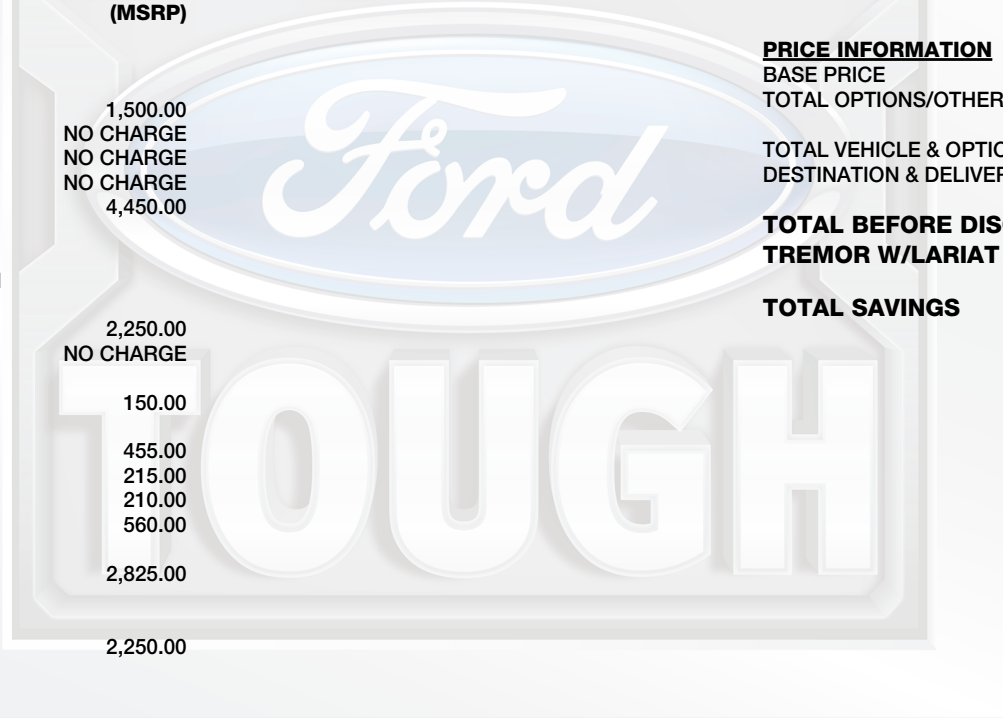 (MSRP)
1,500.00
NO CHARGE
NO CHARGE
NO CHARGE
4,450.00
2,250.00
NO CHARGE
150.00
455.00
215.00
210.00
560.00
2,825.00
2,250.00
PRICE INFORMATION
BASE PRICE
TOTAL OPTIONS/OTHER
TOTAL VEHICLE & OPTIO
DESTINATION & DELIVER
TOTAL BEFORE DIS
TREMOR W/LARIAT
TOTAL SAVINGS
Ford
TOUGH